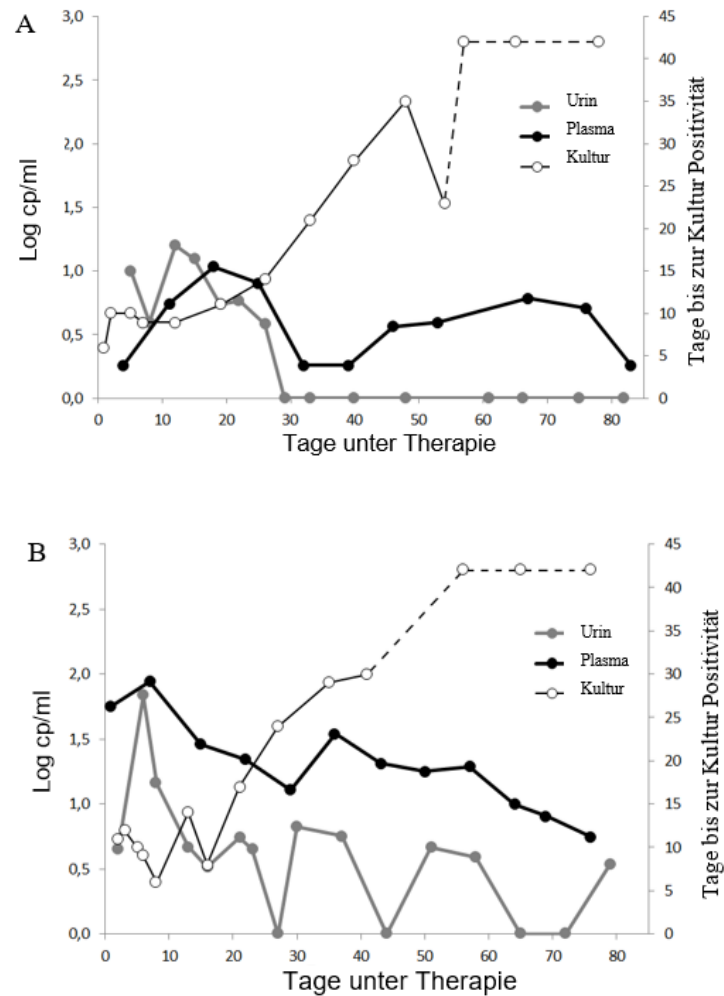 A
3,0
2,5
2,0
1,5
1,0
0,5
0,0
Log cp/ml
45
40
35
30
25
20
15
10
5
0
Tage bis zur Kultur Positivität
Urin
Plasma
Kultur
0 10 20 30 40 50 60 70 80
Tage unter Therapie
B
3,0
2,5
2,0
1,5
1,0
0,5
0,0
Log cp/ml
45
40
35
30
25
20
15
10
5
0
Tage bis zur Kultur Positivität
Urin
Plasma
Kultur
0 10 20 30 40 50 60 70 80
Tage unter Therapie